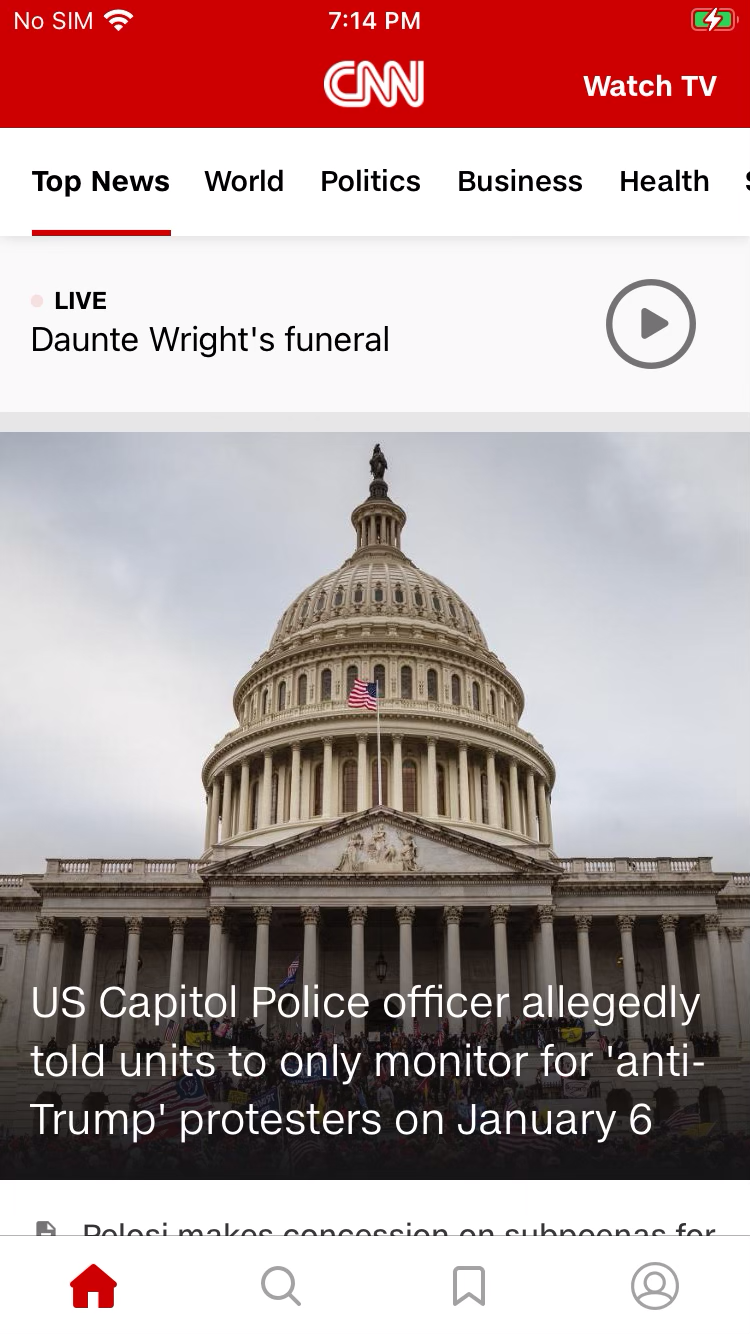 No SIM 7:14 PM
CNN Watch TV
Top News World Politics Business Health
LIVE
Daunte Wright's funeral
US Capitol Police officer allegedly
told units to only monitor for 'anti-
Trump' protesters on January 6
Pelosi makes concession on subpoenas for